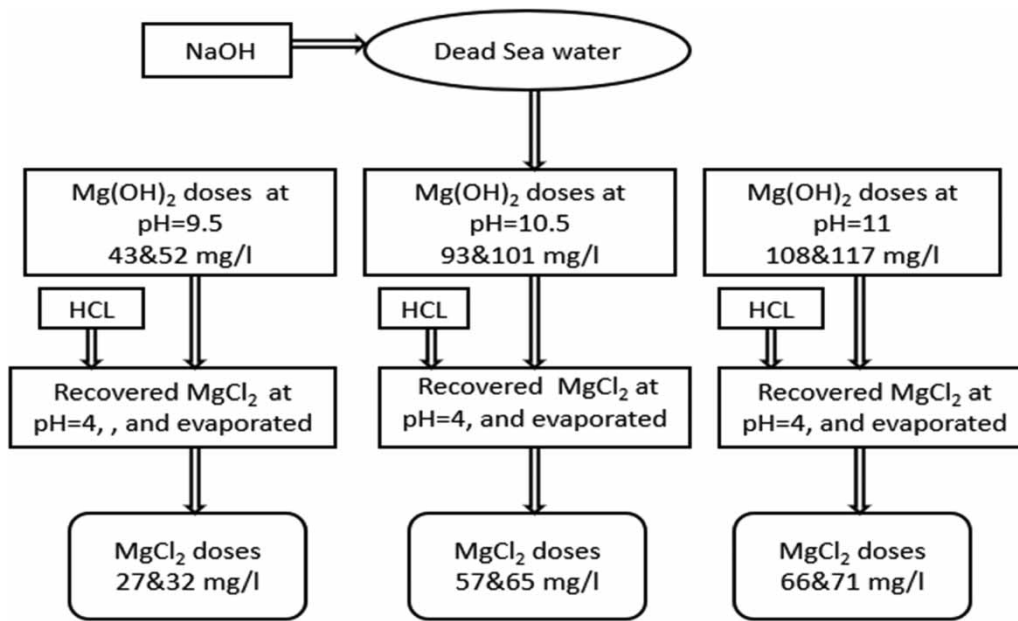 NaOH
Dead Sea water
Mg(OH)₂ doses at
pH=9.5
43&52 mg/l
Mg(OH)₂ doses at
pH=10.5
93&101 mg/l
Mg(OH)₂ doses at
pH=11
108&117 mg/l
HCL
HCL
HCL
Recovered MgCl₂ at
pH=4, , and evaporated
Recovered MgCl₂ at
pH=4, and evaporated
Recovered MgCl₂ at
pH=4, and evaporated
MgCl₂ doses
27&32 mg/l
MgCl₂ doses
57&65 mg/l
MgCl₂ doses
66&71 mg/l